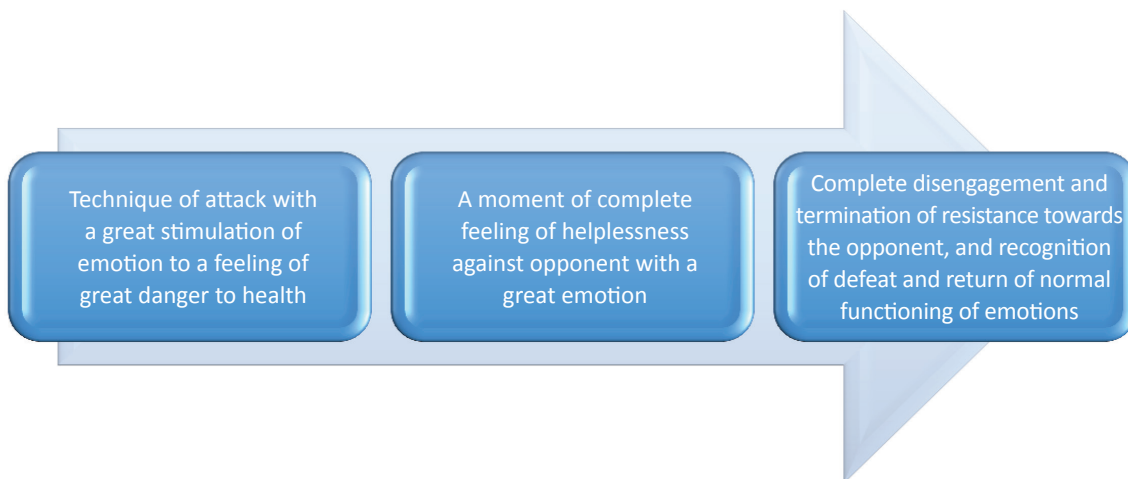 Technique of attack with
a great stimulation of
emotion to a feeling of
great danger to health
A moment of complete
feeling of helplessness
against opponent with a
great emotion
Complete disengagement and
termination of resistance towards
the opponent, and recognition
of defeat and return of normal
functioning of emotions